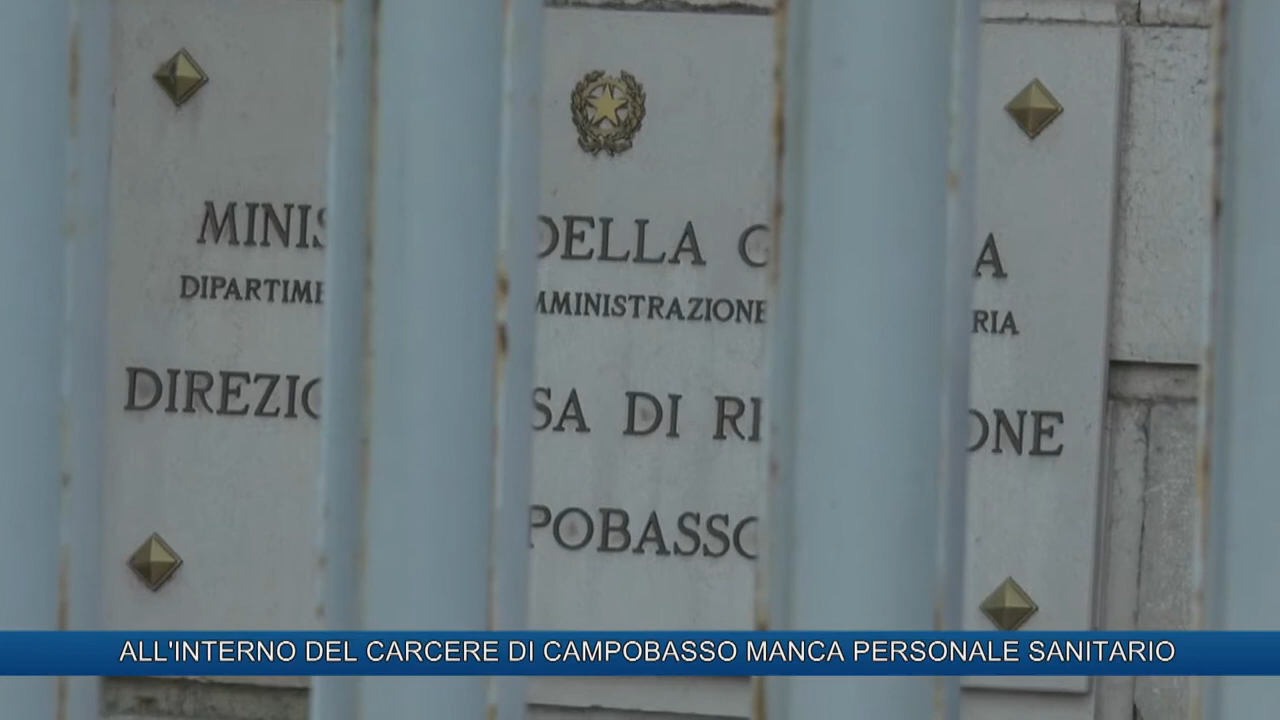 MINIS DELLA G A
DIPARTIME MMINISTRAZIONE RIA
DIREZIO SA DI RI ONE
POBASSO
ALL'INTERNO DEL CARCERE DI CAMPOBASSO MANCA PERSONALE SANITARIO